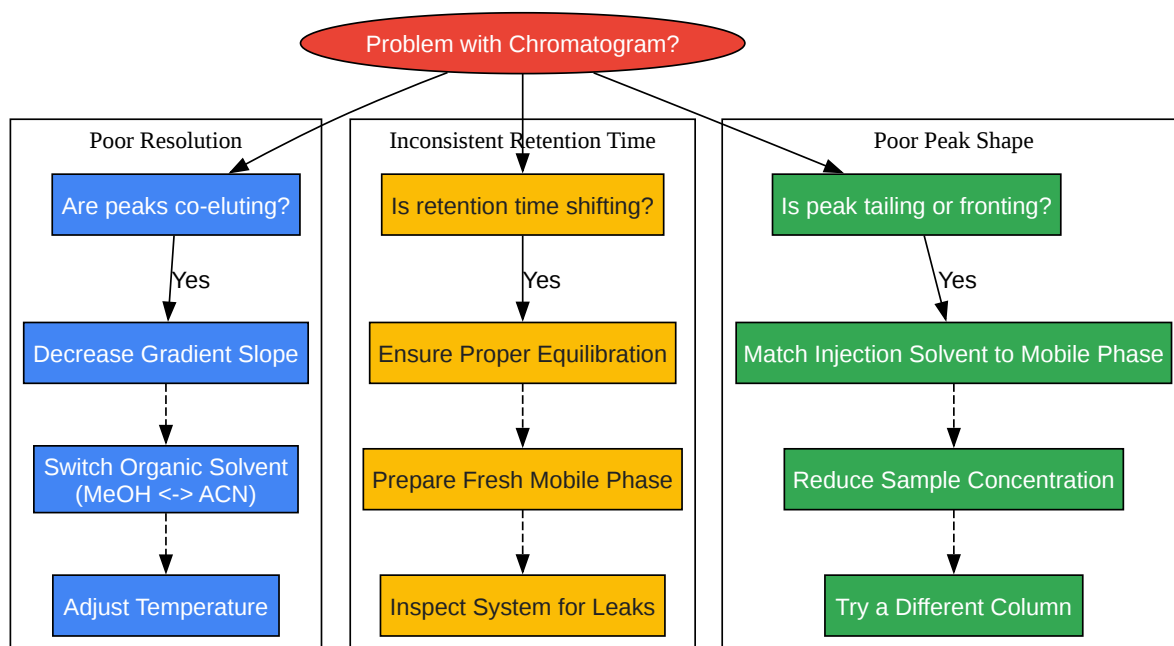 Problem with Chromatogram?
Poor Resolution
Are peaks co-eluting?
Yes
Decrease Gradient Slope
Switch Organic Solvent
(MeOH <-> ACN)
Adjust Temperature
Inconsistent Retention Time
Is retention time shifting?
Yes
Ensure Proper Equilibration
Prepare Fresh Mobile Phase
Inspect System for Leaks
Poor Peak Shape
Is peak tailing or fronting?
Yes
Match Injection Solvent to Mobile Phase
Reduce Sample Concentration
Try a Different Column